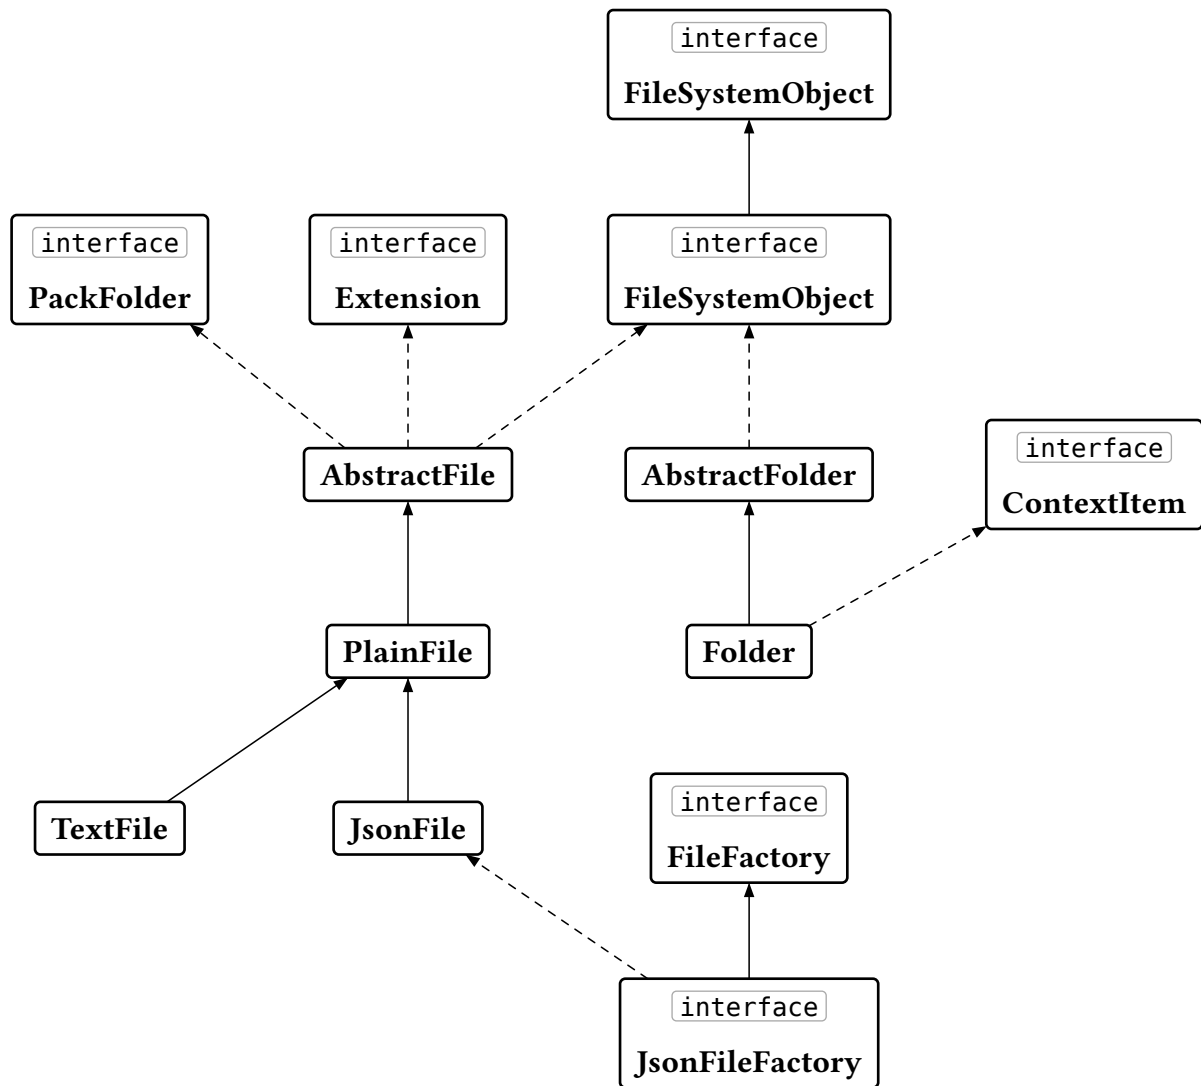 interface
FileSystemObject
interface
PackFolder
interface
Extension
interface
FileSystemObject
AbstractFile
AbstractFolder
interface
ContextItem
PlainFile
Folder
TextFile
JsonFile
interface
FileFactory
interface
JsonFileFactory